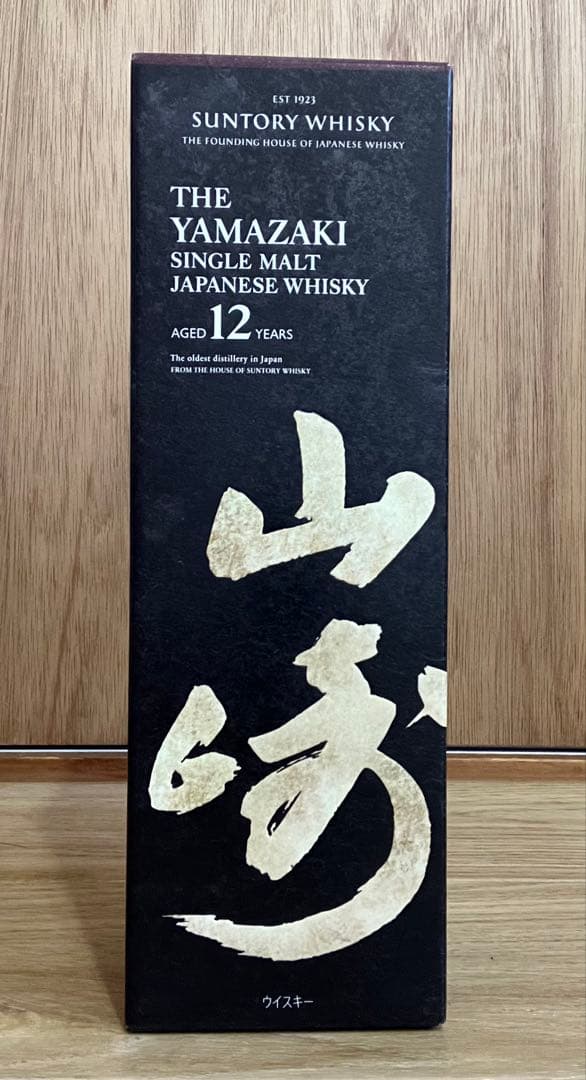 EST 1923
SUNTORY WHISKY
THE FOUNDING HOUSE OF JAPANESE WHISKY
THE
YAMAZAKI
SINGLE MALT
JAPANESE WHISKY
AGED 12 YEARS
The oldest distillery in Japan
FROM THE HOUSE OF SUNTORY WHISKY
山
崎
ウイスキー